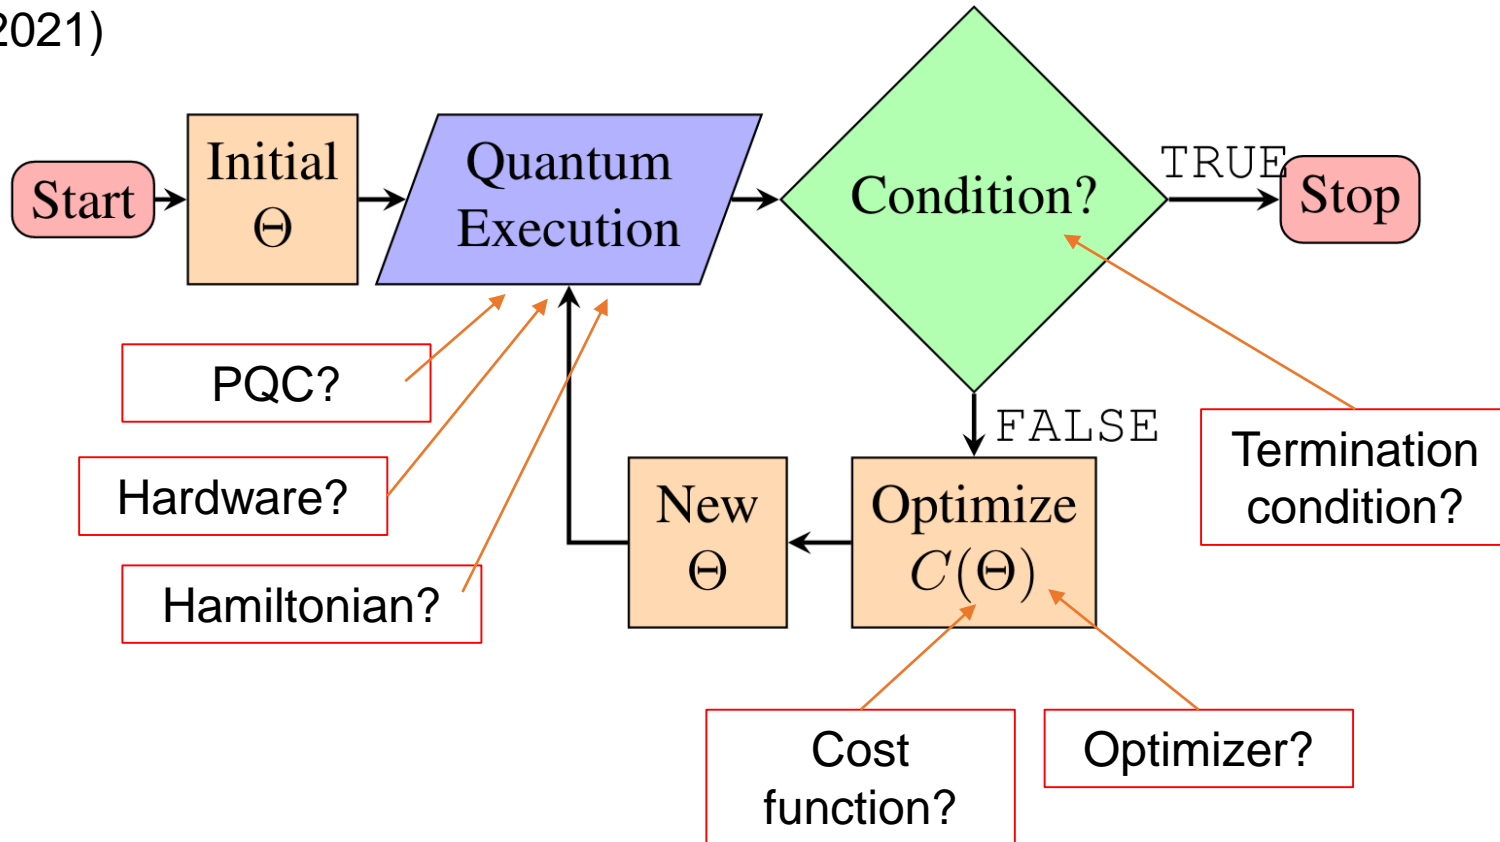 2021)
Start
Initial
Θ
Quantum
Execution
Condition?
TRUE
Stop
PQC?
Hardware?
Hamiltonian?
FALSE
New
Θ
Optimize
C(Θ)
Termination
condition?
Cost
function?
Optimizer?